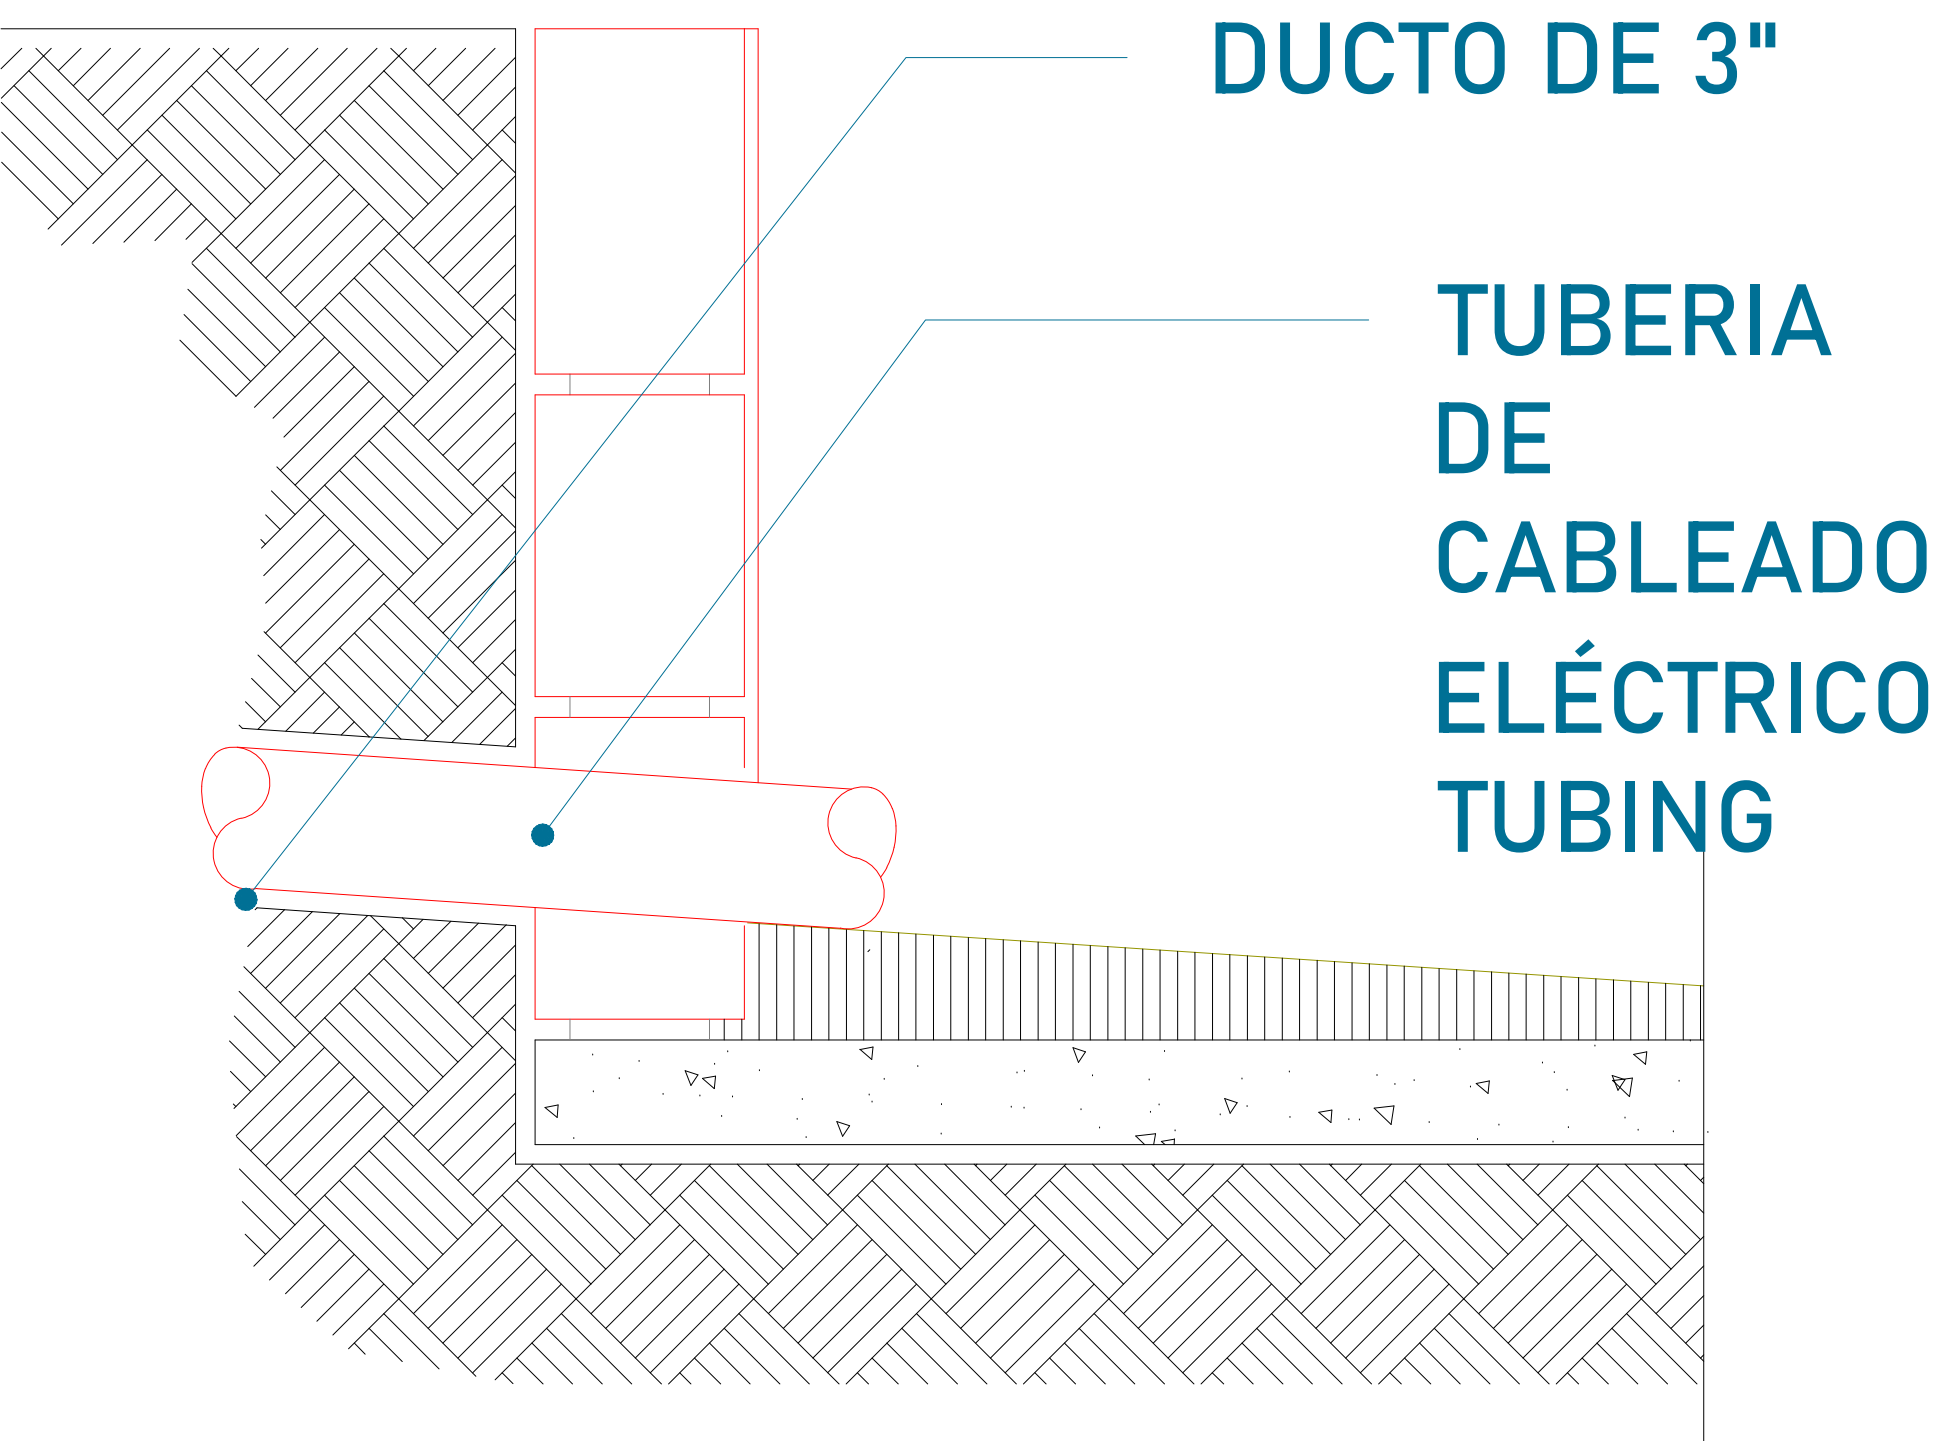 DUCTO DE 3"
TUBERIA
DE
CABLEADO
ELÉCTRICO
TUBING